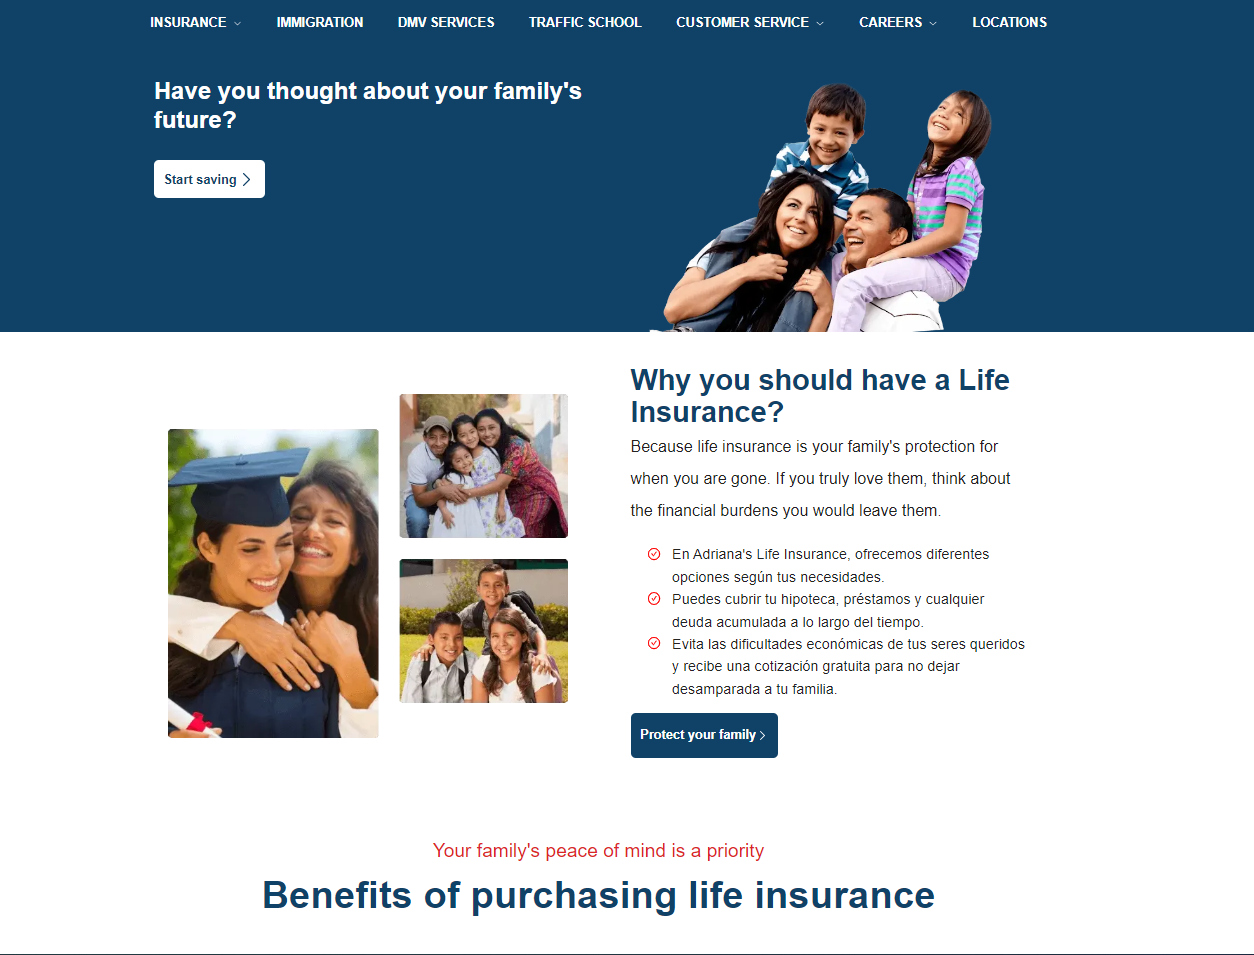 INSURANCE IMMIGRATION DMV SERVICES TRAFFIC SCHOOL CUSTOMER SERVICE CAREERS LOCATIONS
Have you thought about your family's
future?
Start saving
Why you should have a Life
Insurance?
Because life insurance is your family's protection for
when you are gone. If you truly love them, think about
the financial burdens you would leave them.
En Adriana's Life Insurance, ofrecemos diferentes
opciones según tus necesidades.
Puedes cubrir tu hipoteca, préstamos y cualquier
deuda acumulada a lo largo del tiempo.
Evita las dificultades económicas de tus seres queridos
y recibe una cotización gratuita para no dejar
desamparada a tu familia.
Protect your family
Your family's peace of mind is a priority
Benefits of purchasing life insurance